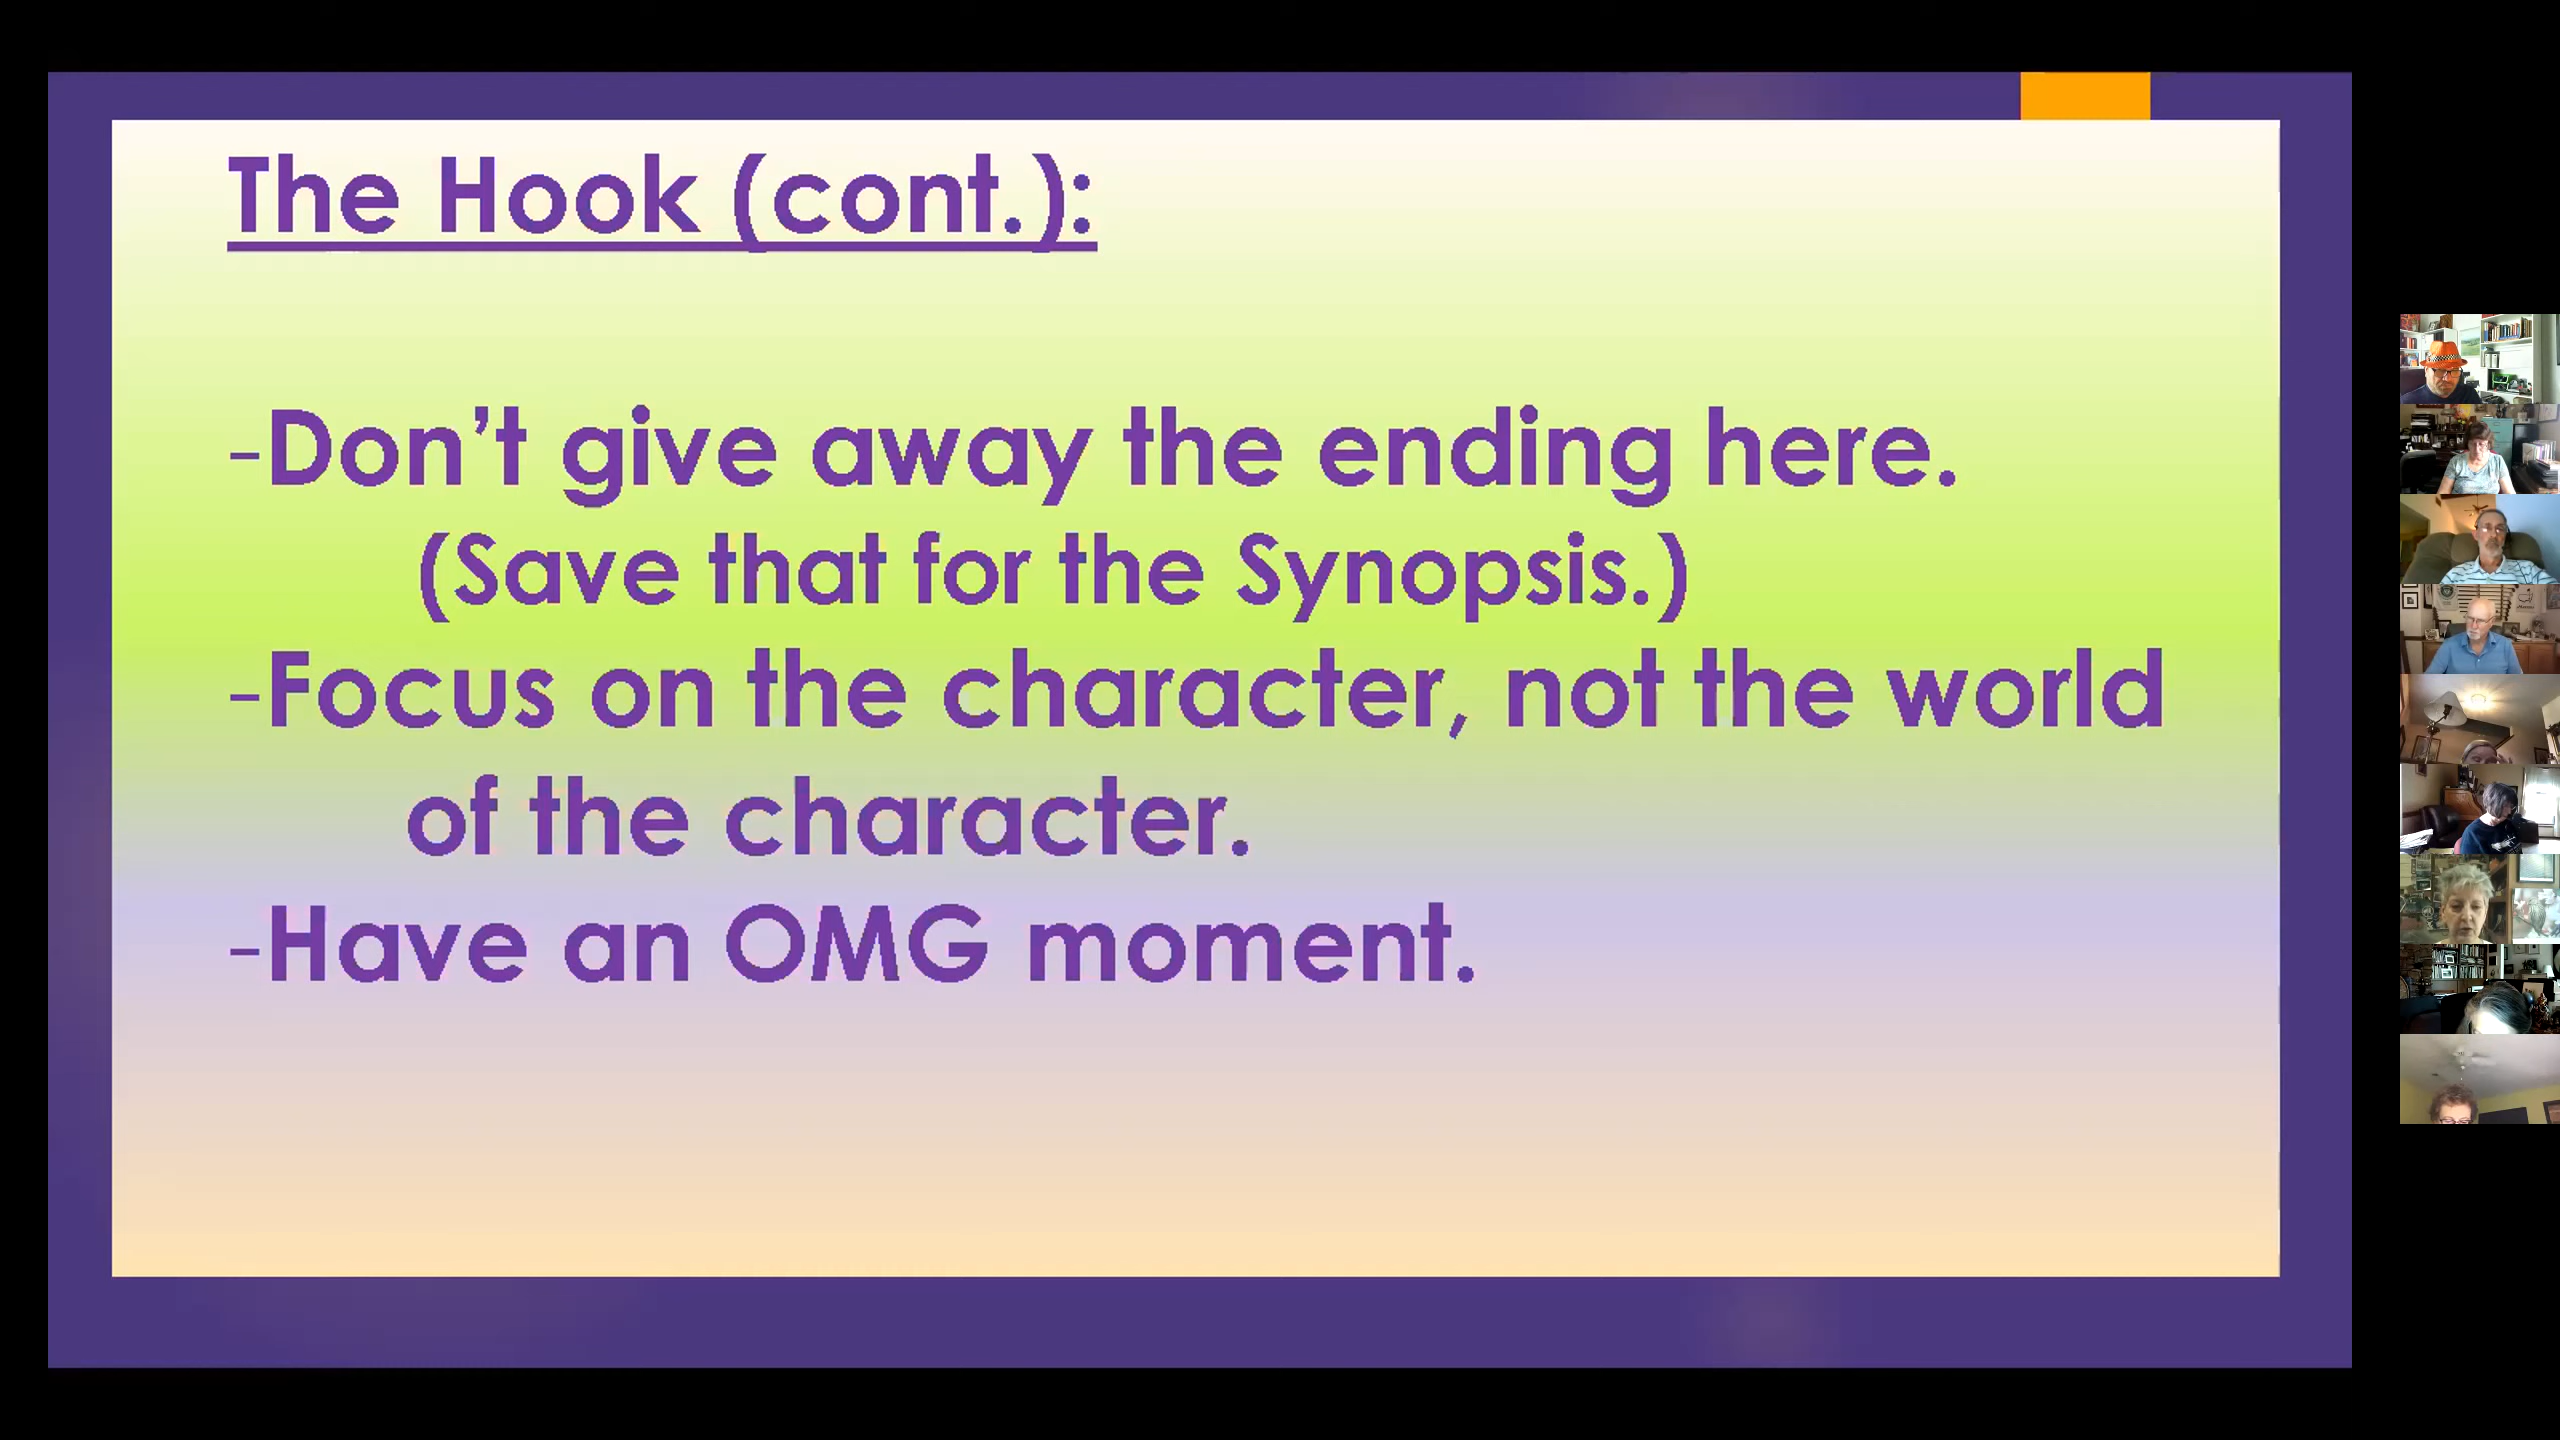 The Hook (cont.):
-Don’t give away the ending here.
(Save that for the Synopsis.)
-Focus on the character, not the world
of the character.
-Have an OMG moment.